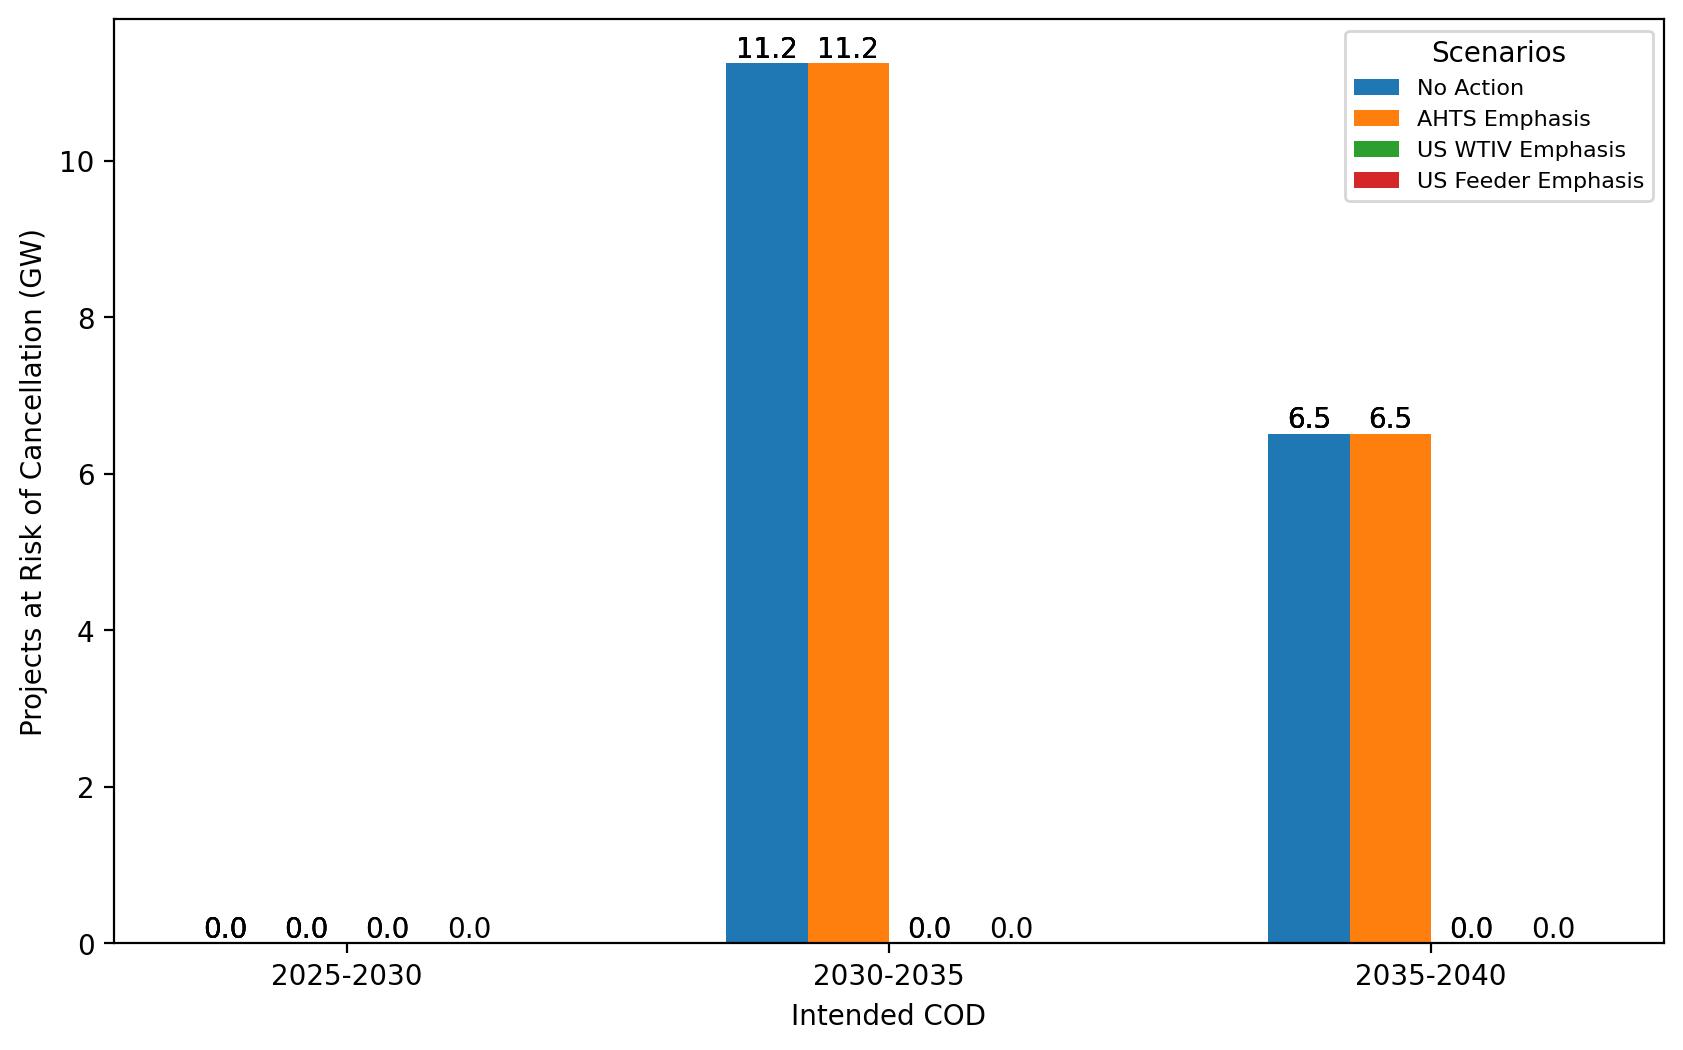 Scenarios
No Action
AHTS Emphasis
US WTIV Emphasis
US Feeder Emphasis
Projects at Risk of Cancellation (GW)
10
8
6
4
2
0
11.2 11.2
6.5 6.5
0.0 0.0 0.0 0.0
0.0 0.0
0.0 0.0
2025-2030 2030-2035 2035-2040
Intended COD